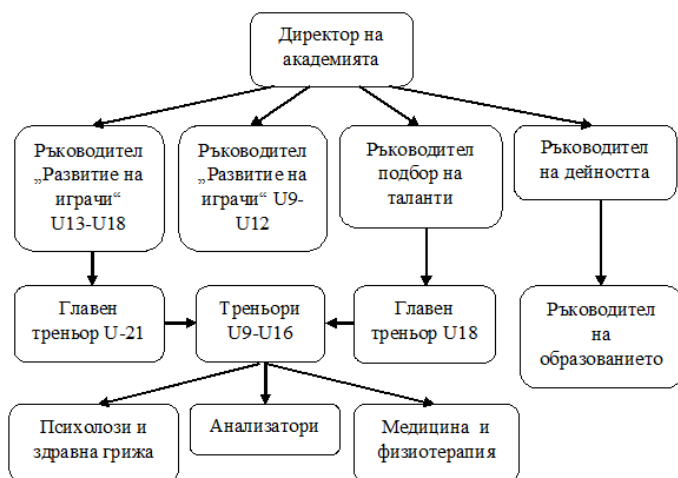 Директор на
академията
Ръководител
„Развитие на
играчи“
U13-U18
Ръководител
„Развитие на
играчи“ U9-
U12
Ръководител
подбор на
таланти
Ръководител
на дейността
Главен
треньор U-21
Треньори
U9-U16
Главен
треньор U18
Ръководител
на
образованието
Психолози и
здравна грижа
Анализатори
Медицина и
физиотерапия